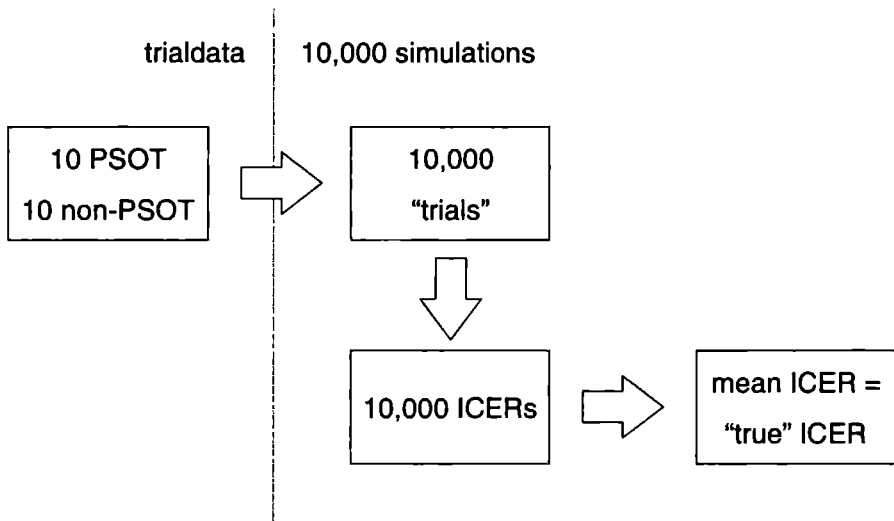 trialdata
10,000 simulations
10 PSOT
10 non-PSOT
10,000
“trials”
10,000 ICERs
mean ICER =
“true” ICER